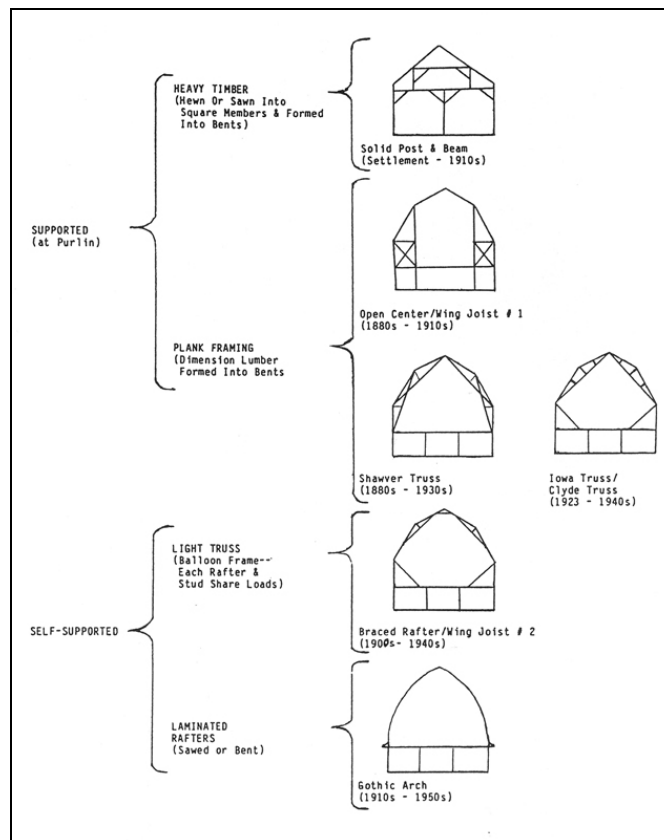 HEAVY TIMBER
(Hewn Or Sawn Into
Square Members & Formed
Into Bents)
Solid Post & Beam
(Settlement - 1910s)
SUPPORTED
(at Purlin)
Open Center/Wing Joist # 1
(1880s - 1910s)
PLANK FRAMING
(Dimension Lumber
Formed Into Bents
Shawver Truss
(1880s - 1930s)
Iowa Truss/
Clyde Truss
(1923 - 1940s)
LIGHT TRUSS
(Balloon Frame--
Each Rafter &
Stud Share Loads)
SELF-SUPPORTED
Braced Rafter/Wing Joist # 2
(1900s- 1940s)
LAMINATED
RAFTERS
(Sawed or Bent)
Gothic Arch
(1910s - 1950s)